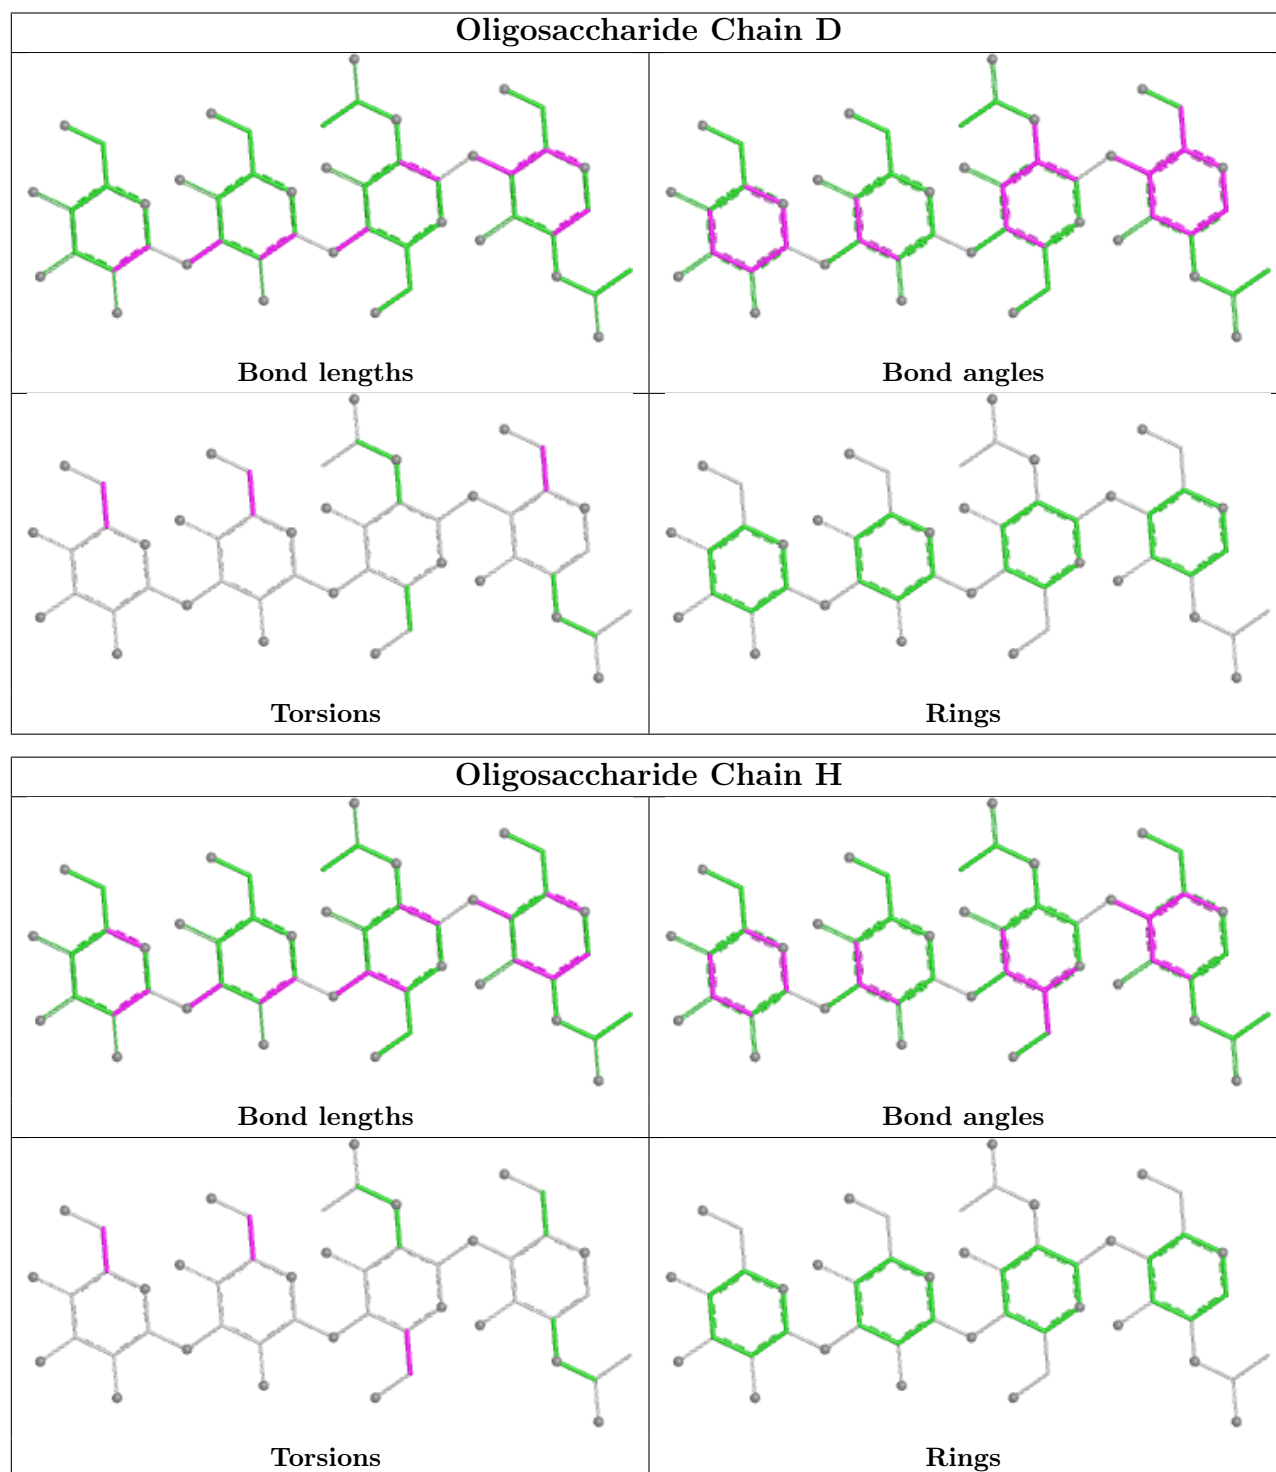 Oligosaccharide Chain D
Bond lengths
Bond angles
Torsions
Rings
Oligosaccharide Chain H
Bond lengths
Bond angles
Torsions
Rings